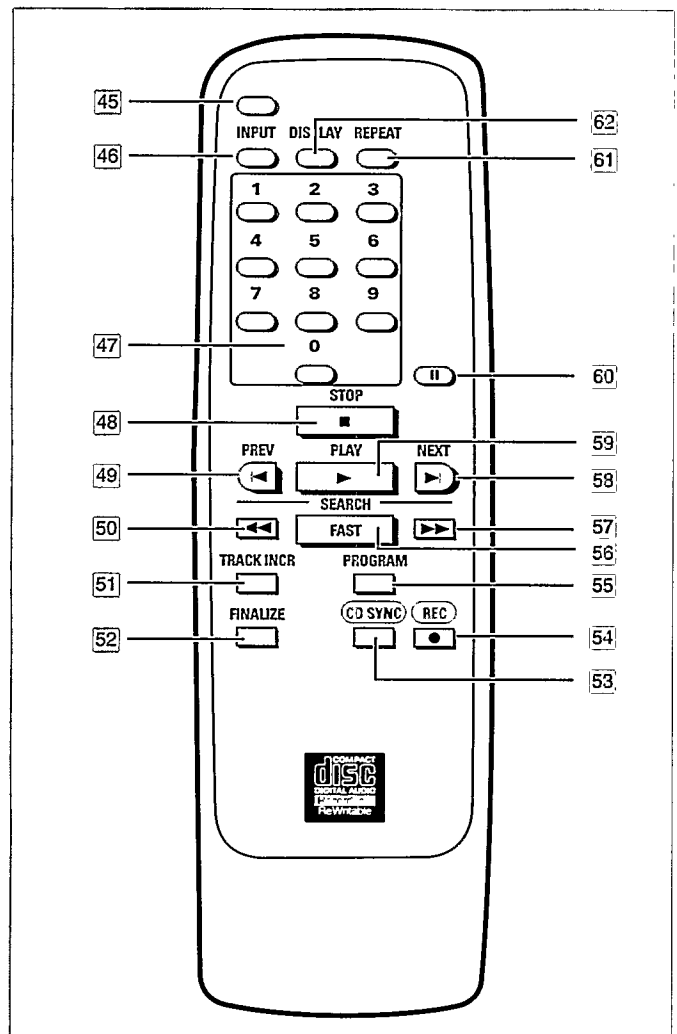 45
INPUT DISPLAY REPEAT
62
46
61
1 2 3
4 5 6
7 8 9
47
0
60
STOP
48
PREV PLAY NEXT
59
49
58
SEARCH
50
FAST
57
56
TRACK INCR PROGRAM
51
55
FINALIZE CD SYNC REC
52
54
53
COMPACT
disc
DIGITAL AUDIO
Recordable
ReWritable